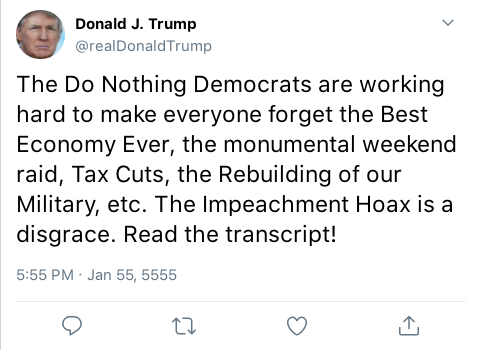 Donald J. Trump
@realDonaldTrump
The Do Nothing Democrats are working
hard to make everyone forget the Best
Economy Ever, the monumental weekend
raid, Tax Cuts, the Rebuilding of our
Military, etc. The Impeachment Hoax is a
disgrace. Read the transcript!
5:55 PM · Jan 55, 5555